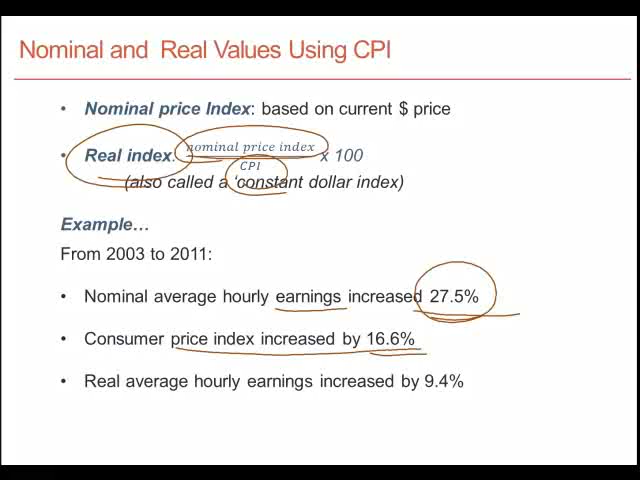 Nominal and Real Values Using CPI
• Nominal price Index: based on current $ price
• Real index: nominal price index / CPI x 100
(also called a 'constant dollar index)
Example…
From 2003 to 2011:
• Nominal average hourly earnings increased 27.5%
• Consumer price index increased by 16.6%
• Real average hourly earnings increased by 9.4%